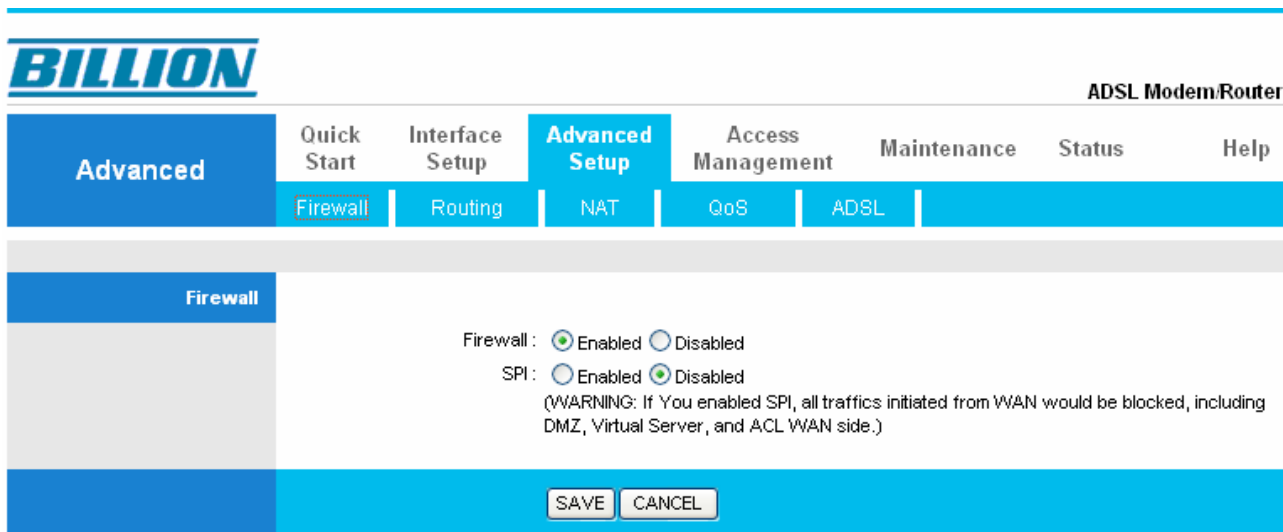 BILLION
ADSL Modem/Router
Advanced
Quick Start
Interface Setup
Advanced Setup
Access Management
Maintenance
Status
Help
Firewall
Routing
NAT
QoS
ADSL
Firewall
Firewall : Enabled Disabled
SPI : Enabled Disabled
(WARNING: If You enabled SPI, all traffics initiated from WAN would be blocked, including
DMZ, Virtual Server, and ACL WAN side.)
SAVE CANCEL